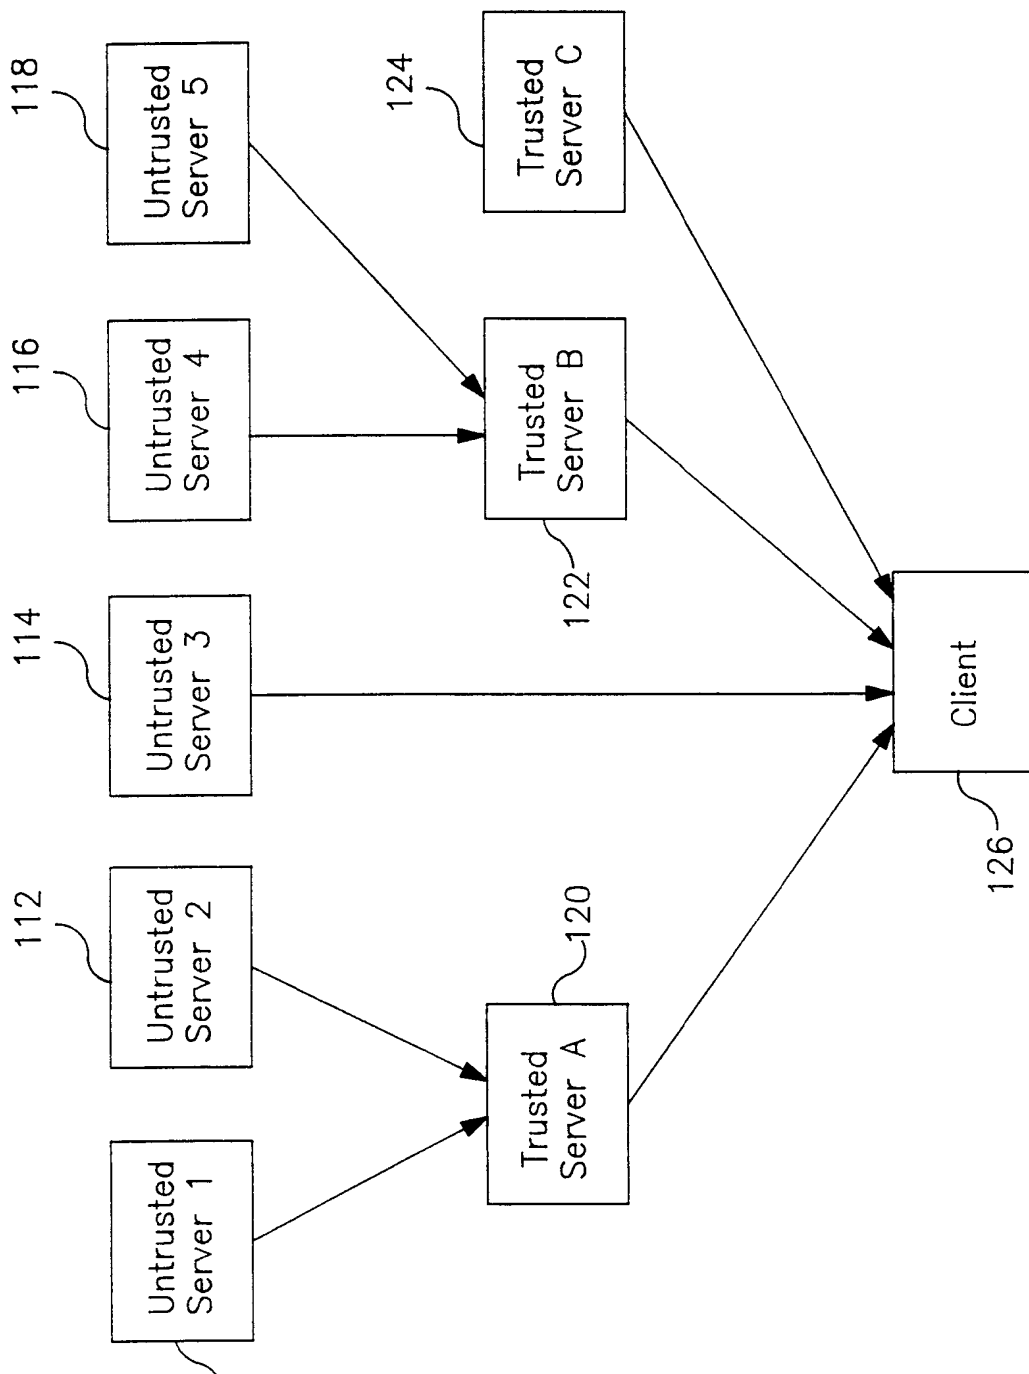 112
114
116
118
Untrusted
Server 1
Untrusted
Server 2
Untrusted
Server 3
Untrusted
Server 4
Untrusted
Server 5
120
122
124
Trusted
Server A
Trusted
Server B
Trusted
Server C
126
Client